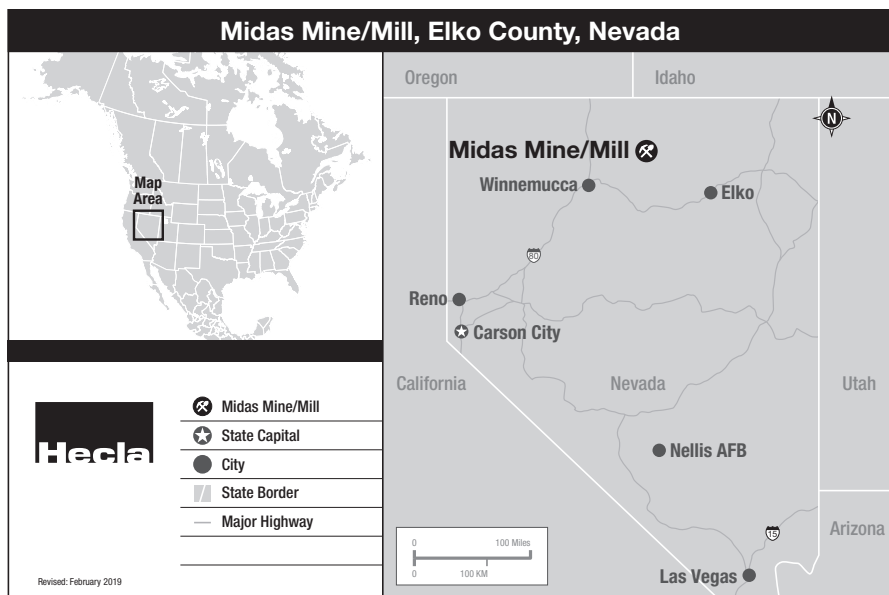 Midas Mine/Mill, Elko County, Nevada
Map
Area
Oregon
Idaho
N
Midas Mine/Mill
Winnemucca
Elko
80
Reno
Carson City
California
Nevada
Utah
Nellis AFB
Arizona
15
Las Vegas
0
100 Miles
0
100 KM
Hecla
Midas Mine/Mill
State Capital
City
State Border
Major Highway
Revised: February 2019